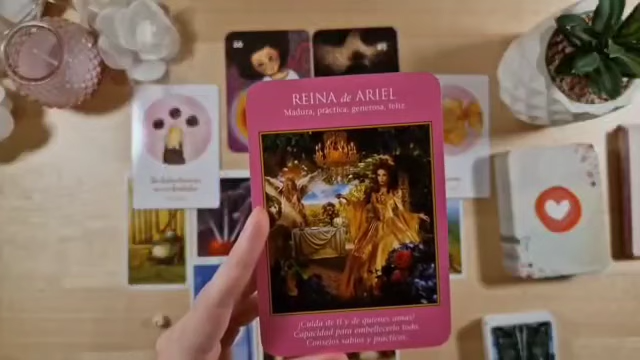 REINA de ARIEL
Madura, práctica, generosa, feliz
¡Cuida de ti y de quienes amas!
Capacidad para embellecerlo todo.
Consejos sabios y prácticos.